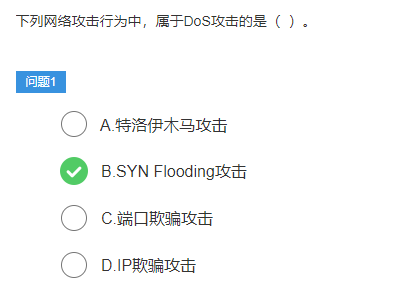 下列网络攻击行为中，属于DoS攻击的是（ ）。
问题1
A.特洛伊木马攻击
B.SYN Flooding攻击
C.端口欺骗攻击
D.IP欺骗攻击